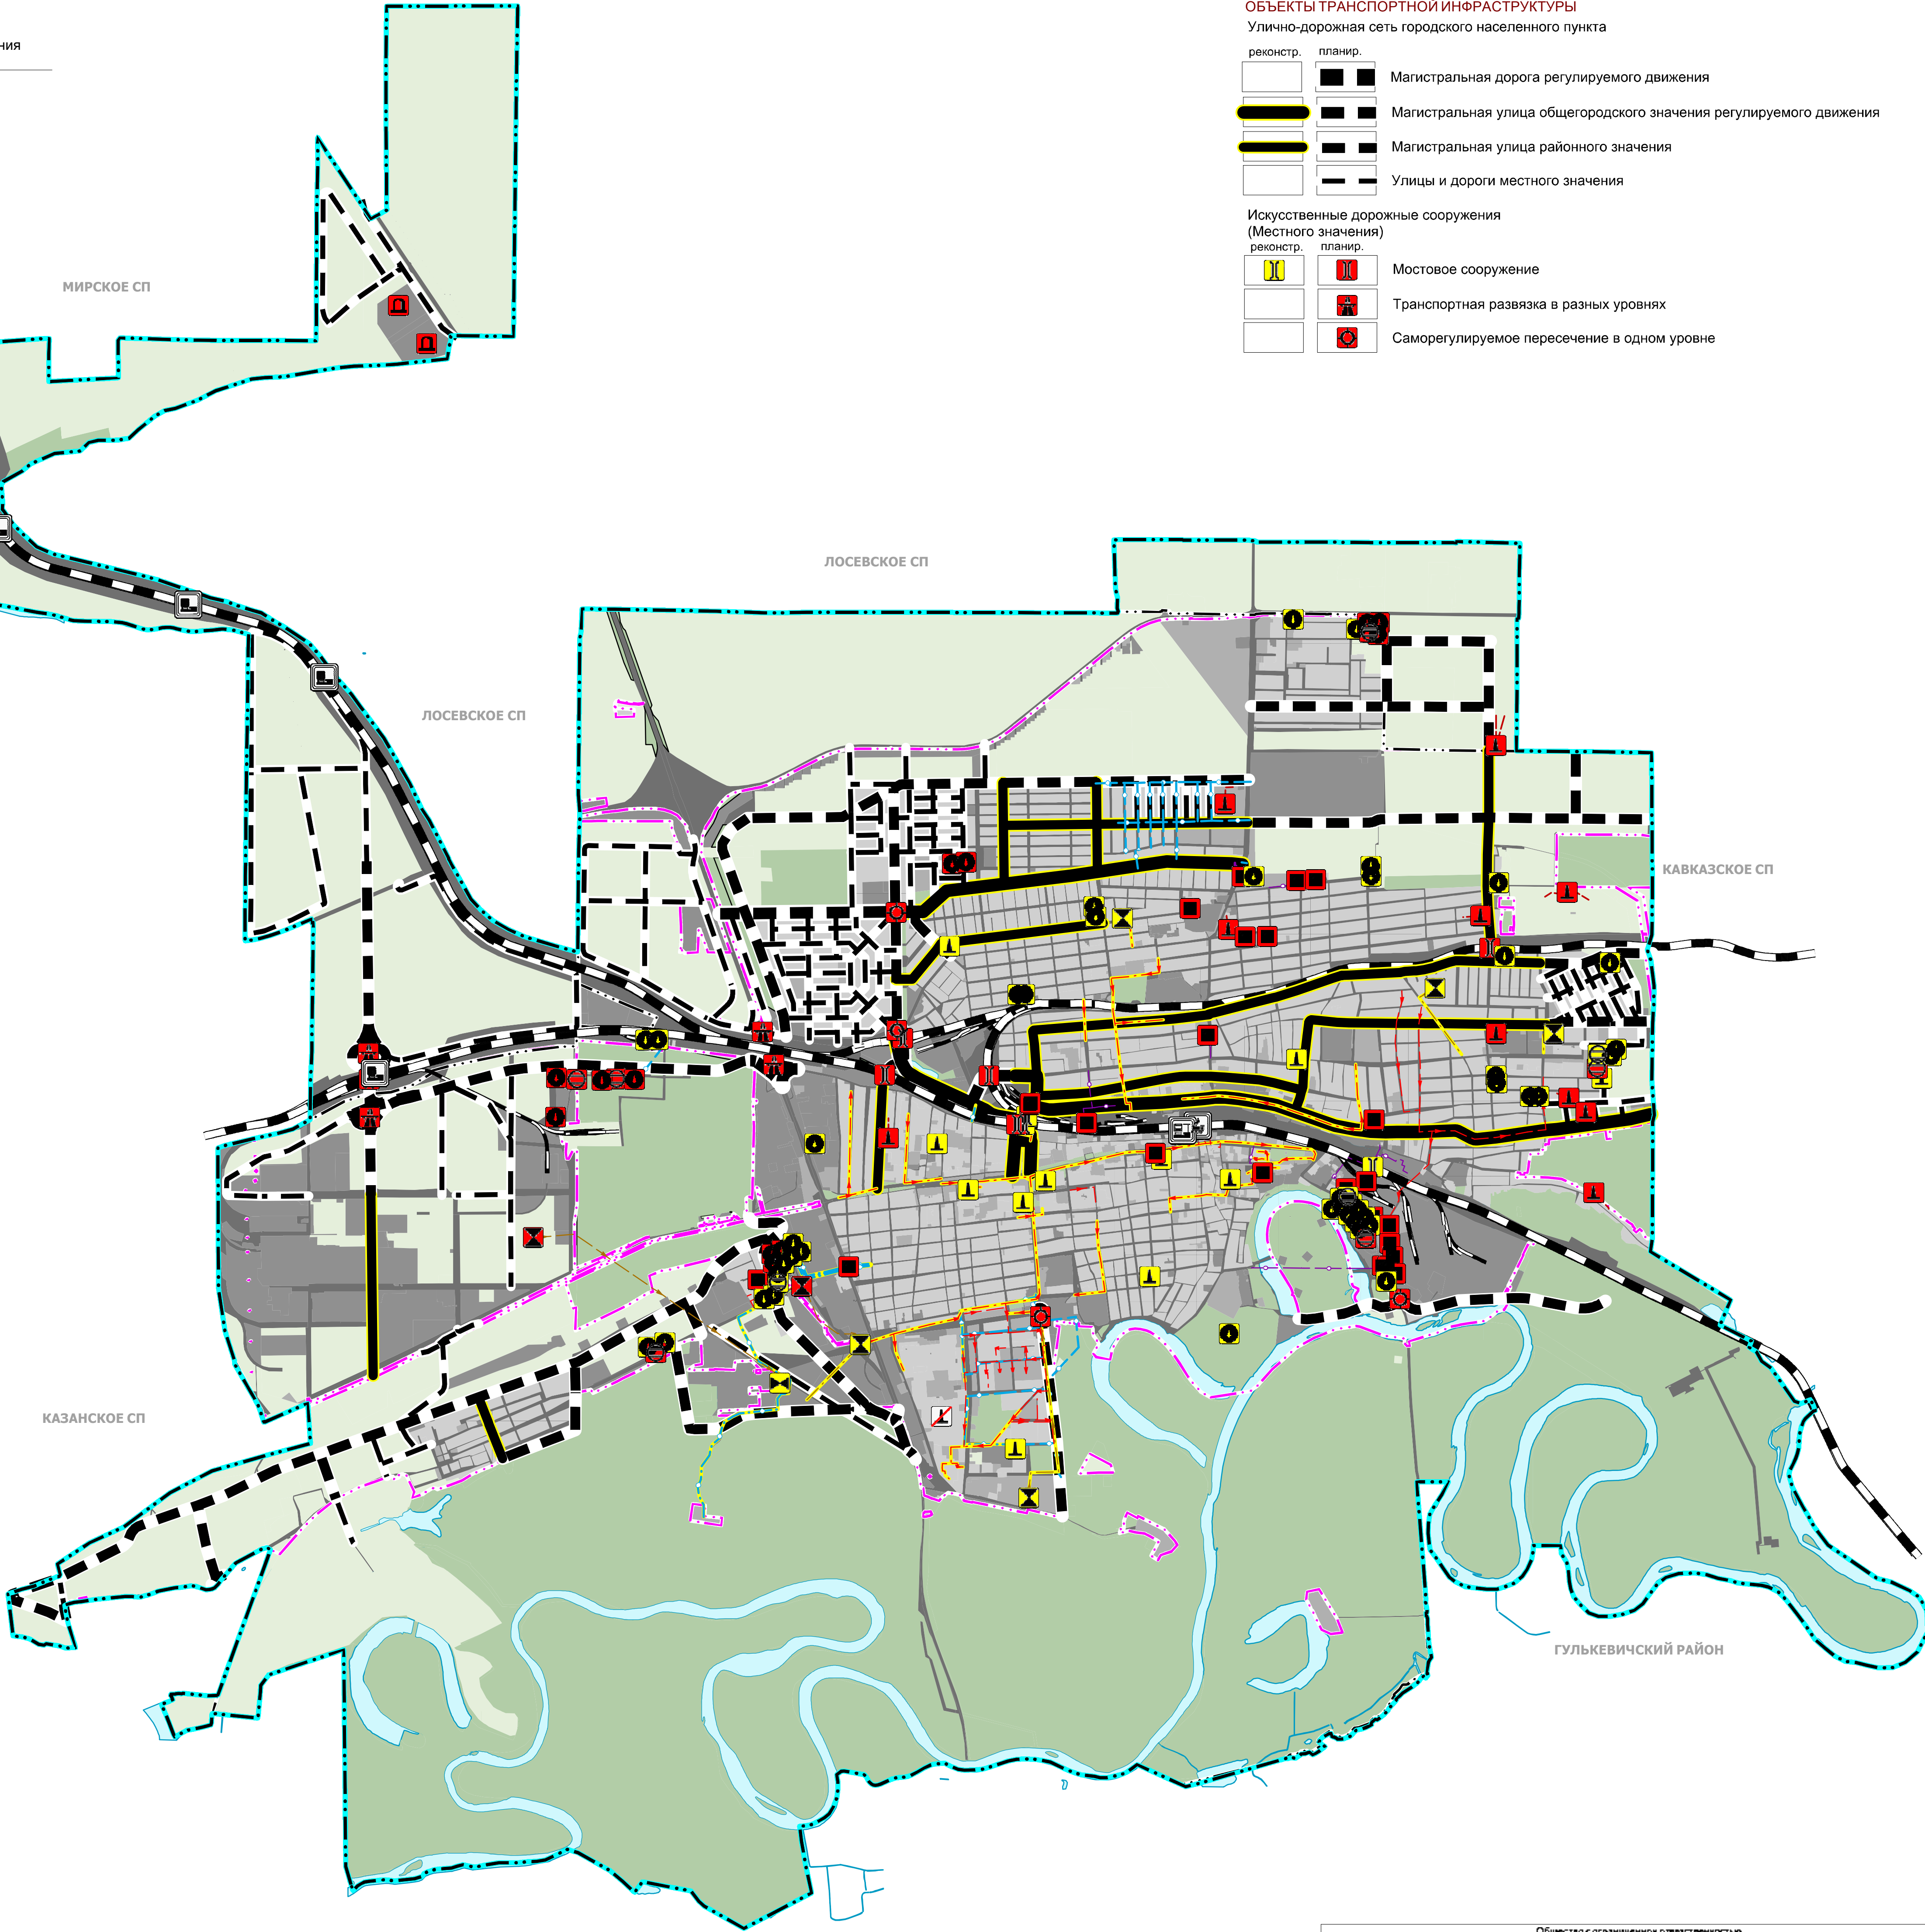 ОБЪЕКТЫ ТРАНСПОРТНОЙ ИНФРАСТРУКТУРЫ
Улично-дорожная сеть городского населенного пункта
ния
реконстр. планир.
Магистральная дорога регулируемого движения
Магистральная улица общегородского значения регулируемого движения
Магистральная улица районного значения
Улицы и дороги местного значения
Искусственные дорожные сооружения
(Местного значения)
реконстр. планир.
Мостовое сооружение
Транспортная развязка в разных уровнях
Саморегулируемое пересечение в одном уровне
МИРСКОЕ СП
ЛОСЕВСКОЕ СП
ЛОСЕВСКОЕ СП
КАВКАЗСКОЕ СП
КАЗАНСКОЕ СП
ГУЛЬКЕВИЧСКИЙ РАЙОН